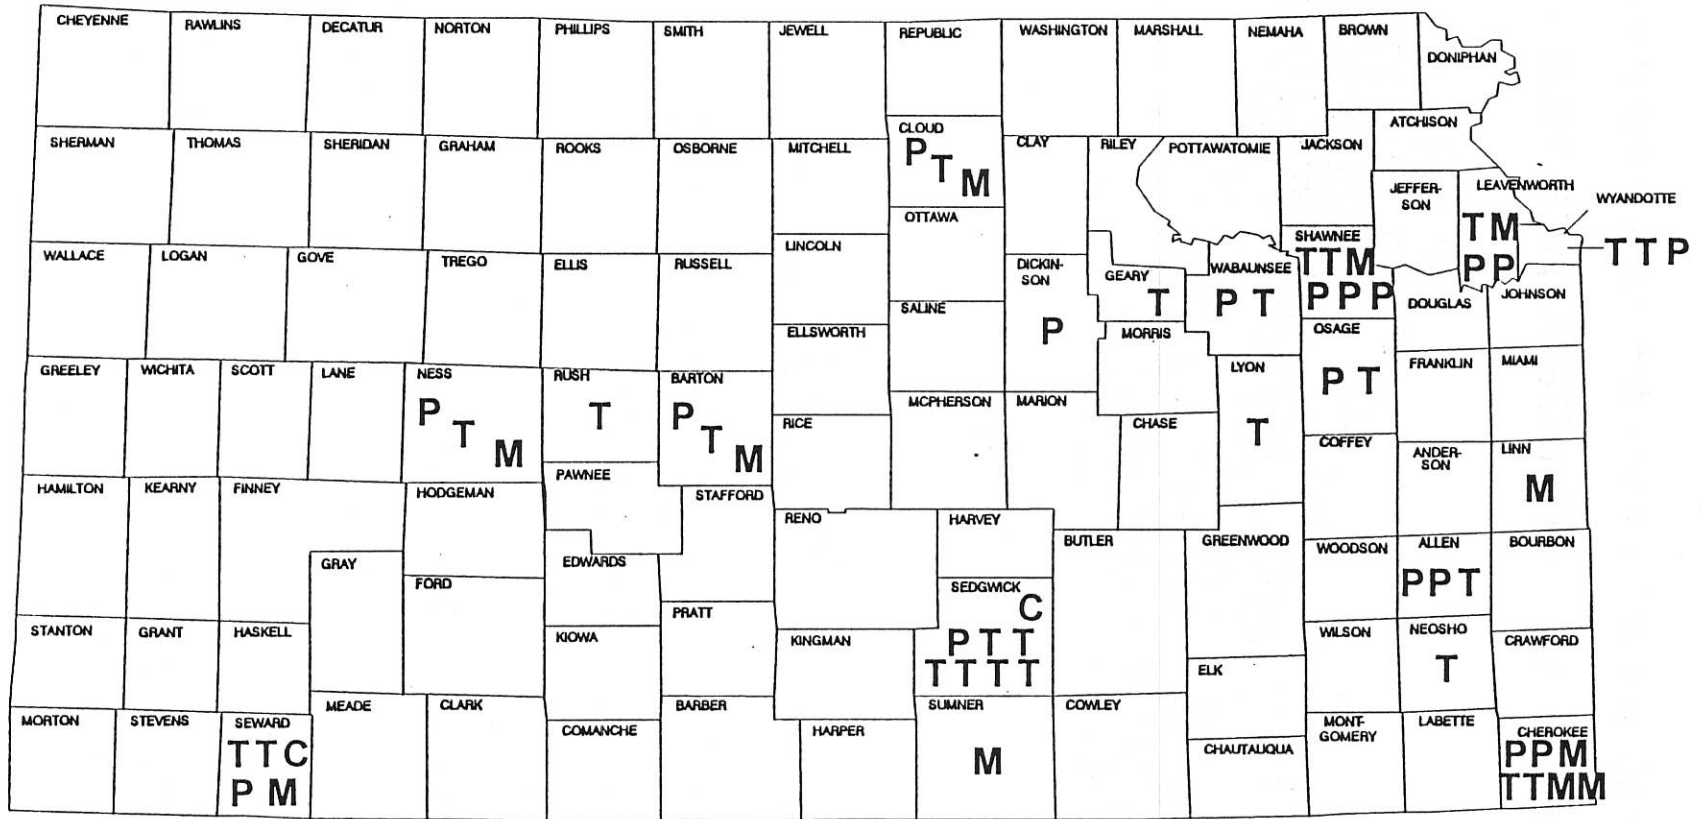 CHEYENNE RAWLINS DECATUR NORTON PHILLIPS SMITH JEWELL REPUBLIC WASHINGTON MARSHALL NEMAHA BROWN
DONIPHAN
ATCHISON
SHERMAN THOMAS SHERIDAN GRAHAM ROOKS OSBORNE MITCHELL CLOUD CLAY RILEY POTTAWATOMIE JACKSON
P T M
JEFFER-
SON
LEAVENWORTH
T M
P P
WYANDOTTE
T T P
OTTAWA
WALLACE LOGAN GOVE TREGO ELLIS RUSSELL LINCOLN
DICKIN-
SON
P
GEARY
T
WABAUNSEE
P T
SHAWNEE
T T M
P P P
DOUGLAS JOHNSON
SALINE
ELLSWORTH
MORRIS
OSAGE
P T
GREELEY WICHITA SCOTT LANE NESS RUSH BARTON
P T M
T
P T M
LYON
T
FRANKLIN MIAMI
RICE MCPHERSON MARION CHASE
COFFEY
ANDER-
SON
LINN
M
HAMILTON KEARNY FINNEY HODGEMAN PAWNEE STAFFORD
RENO HARVEY
BUTLER GREENWOOD WOODSON
ALLEN
P P T
BOURBON
GRAY FORD EDWARDS
SEDGWICK
C
P T T
T T T T
PRATT
STANTON GRANT HASKELL KIOWA KINGMAN
WILSON
NEOSHO
T
CRAWFORD
ELK
MORTON STEVENS SEWARD
T T C
P M
MEADE CLARK COMANCHE BARBER HARPER
SUMNER
M
COWLEY CHAUTAUQUA
MONT-
GOMERY
LABETTE
CHEROKEE
P P M
T T M M